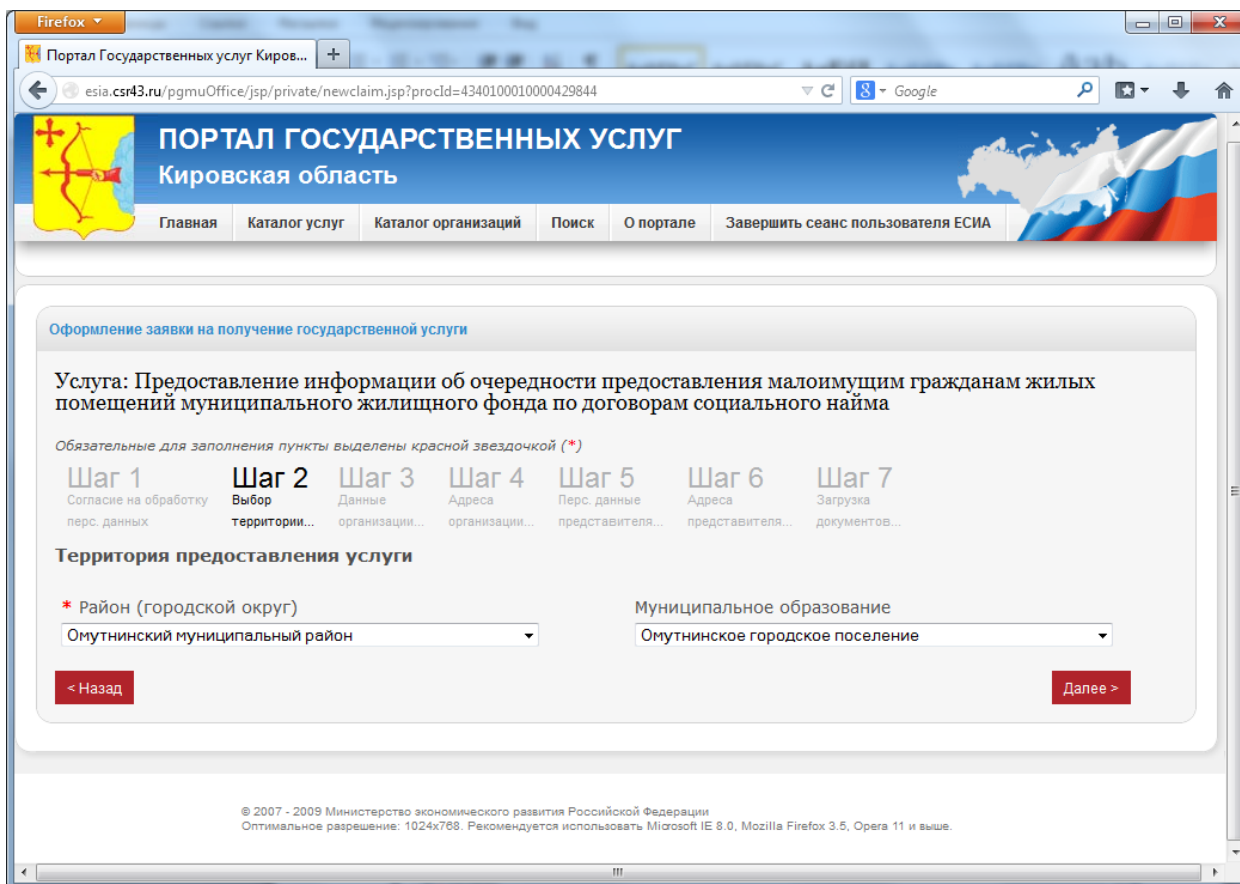 Firefox
Портал Государственных услуг Киров...
esia.csr43.ru/pgmuOffice/jsp/private/newclaim.jsp?procId=4340100010000429844
Google
ПОРТАЛ ГОСУДАРСТВЕННЫХ УСЛУГ
Кировская область
Главная Каталог услуг Каталог организаций Поиск О портале Завершить сеанс пользователя ЕСИА
Оформление заявки на получение государственной услуги
Услуга: Предоставление информации об очередности предоставления малоимущим гражданам жилых
помещений муниципального жилищного фонда по договорам социального найма
Обязательные для заполнения пункты выделены красной звездочкой (*)
Шаг 1 Шаг 2 Шаг 3 Шаг 4 Шаг 5 Шаг 6 Шаг 7
Согласие на обработку Выбор Данные Адреса Перс. данные Адреса Загрузка
перс. данных территории... организации... организации... представителя... представителя... документов...
Территория предоставления услуги
* Район (городской округ) Муниципальное образование
Омутнинский муниципальный район Омутнинское городское поселение
< Назад Далее >
© 2007 - 2009 Министерство экономического развития Российской Федерации
Оптимальное разрешение: 1024x768. Рекомендуется использовать Microsoft IE 8.0, Mozilla Firefox 3.5, Opera 11 и выше.